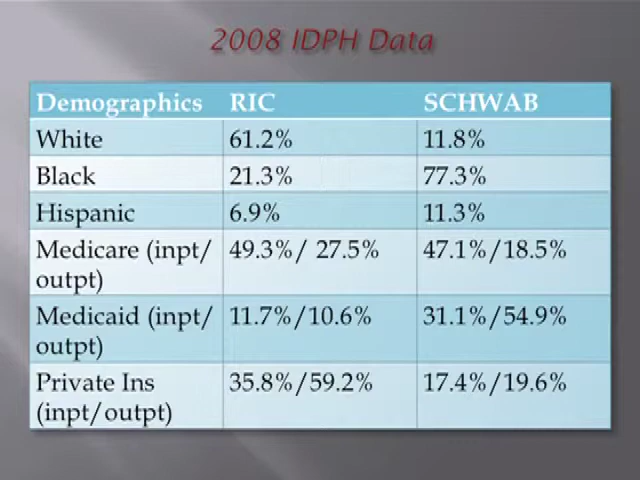 2008 IDPH Data
Demographics RIC SCHWAB
White 61.2% 11.8%
Black 21.3% 77.3%
Hispanic 6.9% 11.3%
Medicare (inpt/ 49.3%/ 27.5% 47.1%/18.5%
outpt)
Medicaid (inpt/ 11.7%/10.6% 31.1%/54.9%
outpt)
Private Ins 35.8%/59.2% 17.4%/19.6%
(inpt/outpt)